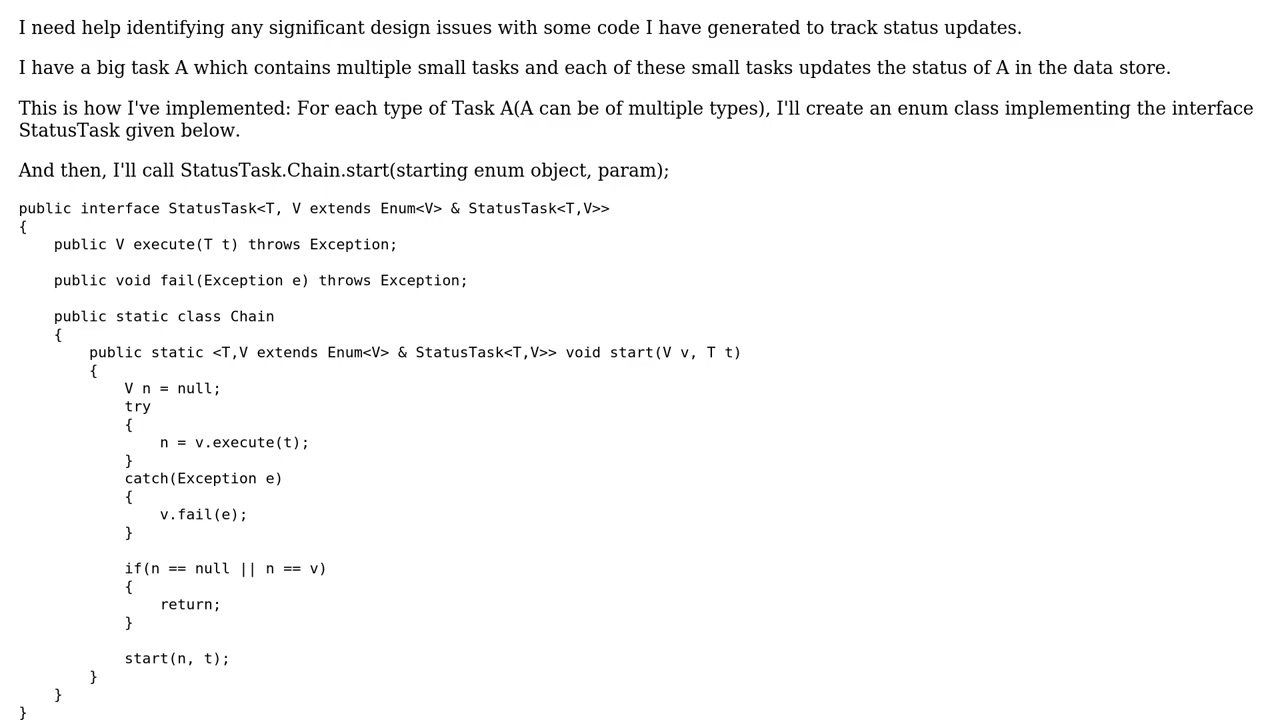 I need help identifying any significant design issues with some code I have generated to track status updates.
I have a big task A which contains multiple small tasks and each of these small tasks updates the status of A in the data store.
This is how I've implemented: For each type of Task A(A can be of multiple types), I'll create an enum class implementing the interface
StatusTask given below.
And then, I'll call StatusTask.Chain.start(starting enum object, param);
public interface StatusTask<T, V extends Enum<V> & StatusTask<T,V>>
{
    public V execute(T t) throws Exception;
    public void fail(Exception e) throws Exception;
    public static class Chain
    {
        public static <T,V extends Enum<V> & StatusTask<T,V>> void start(V v, T t)
        {
            V n = null;
            try
            {
                n = v.execute(t);
            }
            catch(Exception e)
            {
                v.fail(e);
            }
            if(n == null || n == v)
            {
                return;
            }
            start(n, t);
        }
    }
}